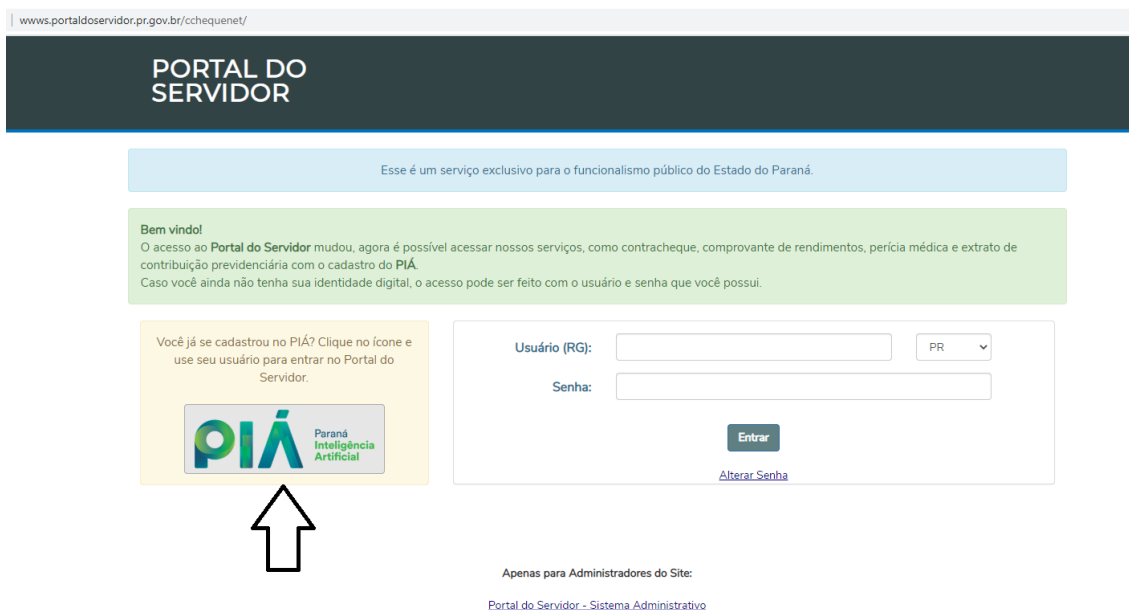 wwws.portaldoservidor.pr.gov.br/cchequenet/
PORTAL DO
SERVIDOR
Esse é um serviço exclusivo para o funcionalismo público do Estado do Paraná.
Bem vindo!
O acesso ao Portal do Servidor mudou, agora é possível acessar nossos serviços, como contracheque, comprovante de rendimentos, perícia médica e extrato de
contribuição previdenciária com o cadastro do PIÁ.
Caso você ainda não tenha sua identidade digital, o acesso pode ser feito com o usuário e senha que você possui.
Você já se cadastrou no PIÁ? Clique no ícone e
use seu usuário para entrar no Portal do
Servidor.
PIÁ
Paraná
Inteligência
Artificial
Usuário (RG):
PR
Senha:
Entrar
Alterar Senha
Apenas para Administradores do Site:
Portal do Servidor - Sistema Administrativo